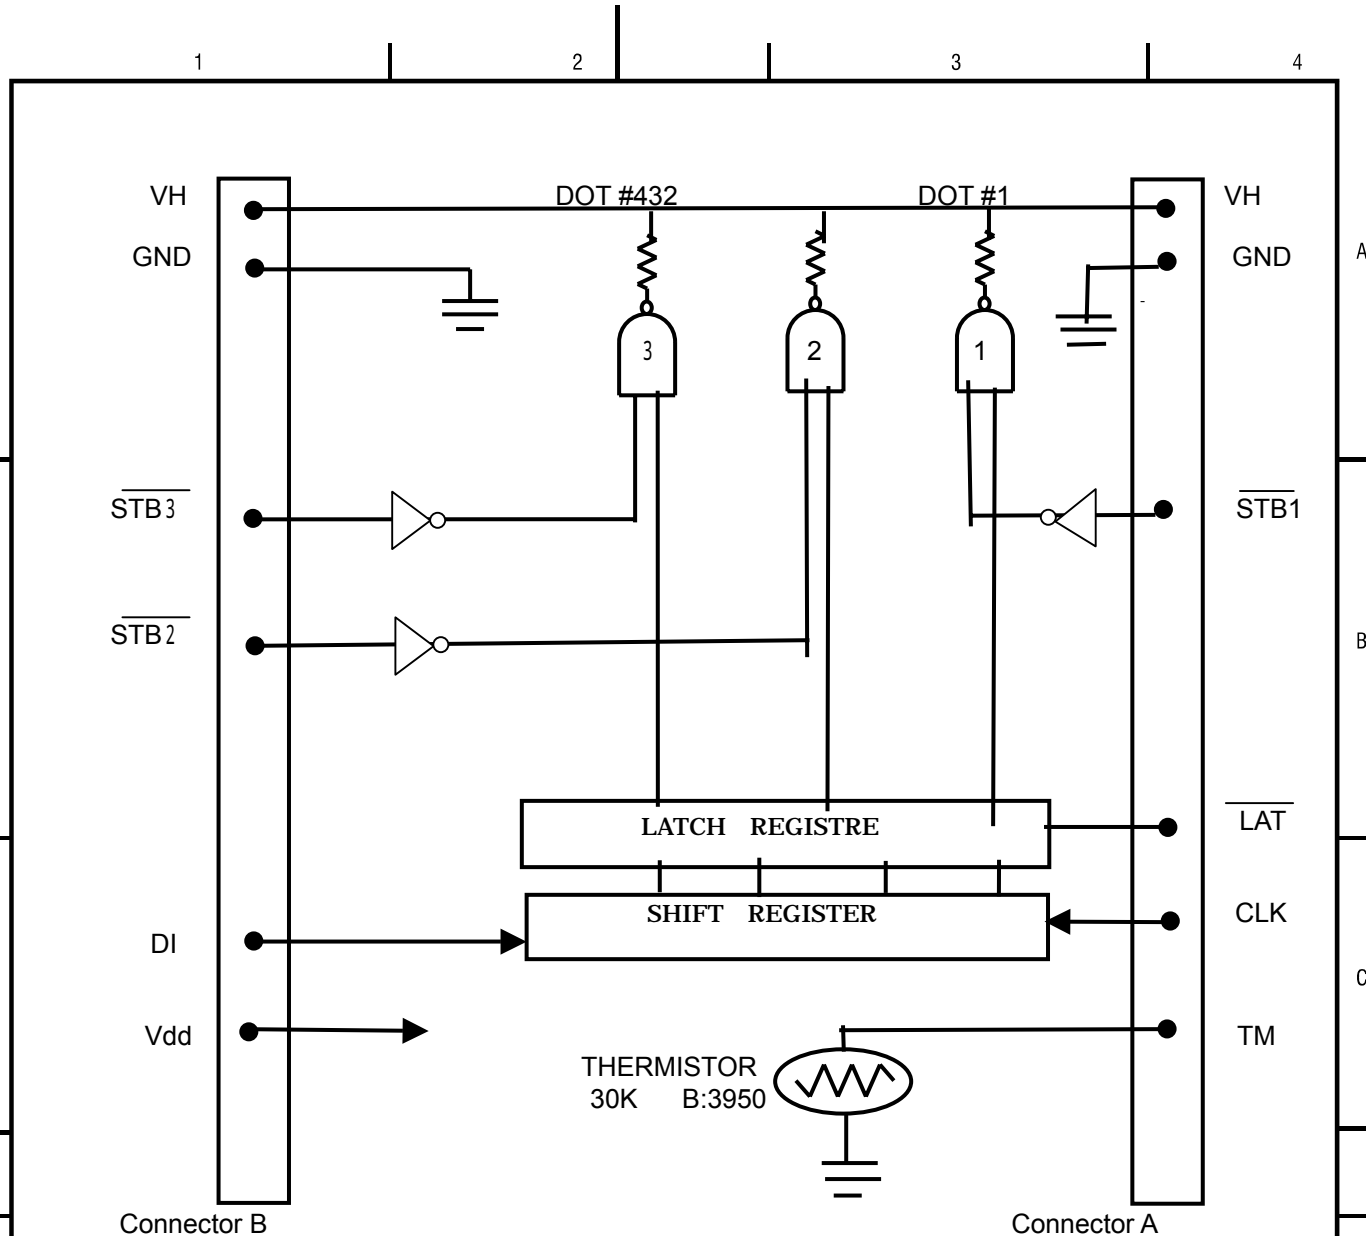 1 2 3 4
VH DOT #432 DOT #1 VH
GND GND A
3 2 1
STB3 STB1
STB2 B
LATCH REGISTRE LAT
SHIFT REGISTER CLK
DI C
Vdd TM
THERMISTOR
30K B:3950
Connector B Connector A